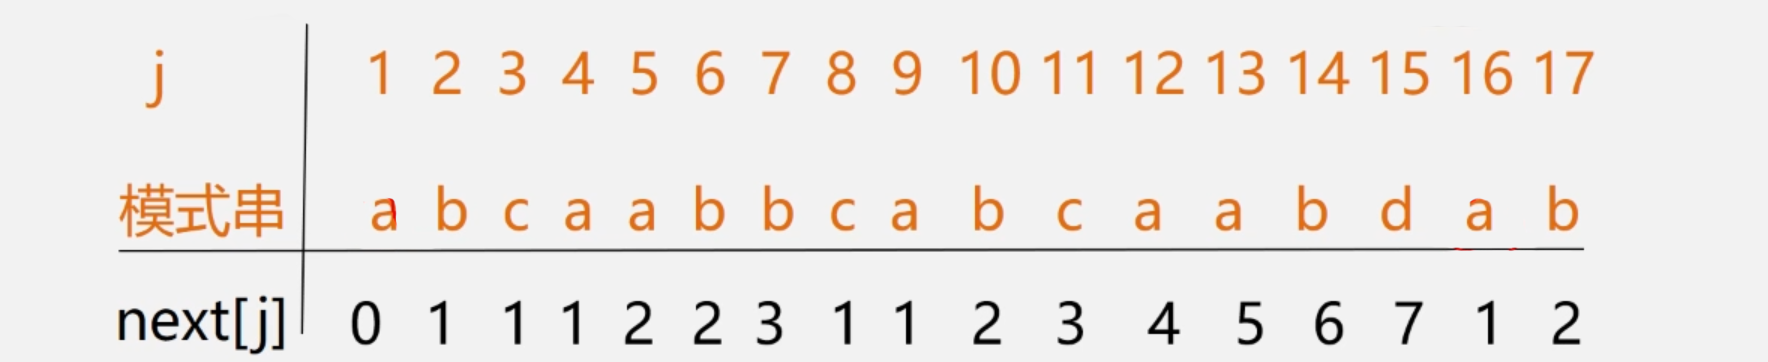 j 1 2 3 4 5 6 7 8 9 10 11 12 13 14 15 16 17
模式串 a b c a a b b c a b c a a b d a b
next[j] 0 1 1 1 2 2 3 1 1 2 3 4 5 6 7 1 2